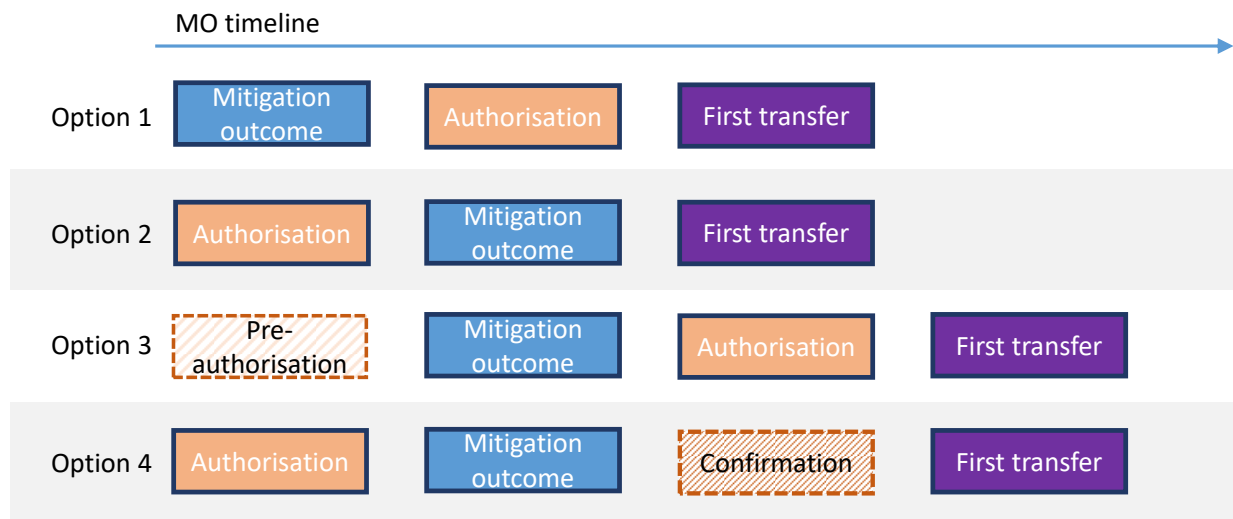 MO timeline
Option 1
Mitigation
outcome
Authorisation
First transfer
Option 2
Authorisation
Mitigation
outcome
First transfer
Option 3
Pre-
authorisation
Mitigation
outcome
Authorisation
First transfer
Option 4
Authorisation
Mitigation
outcome
Confirmation
First transfer